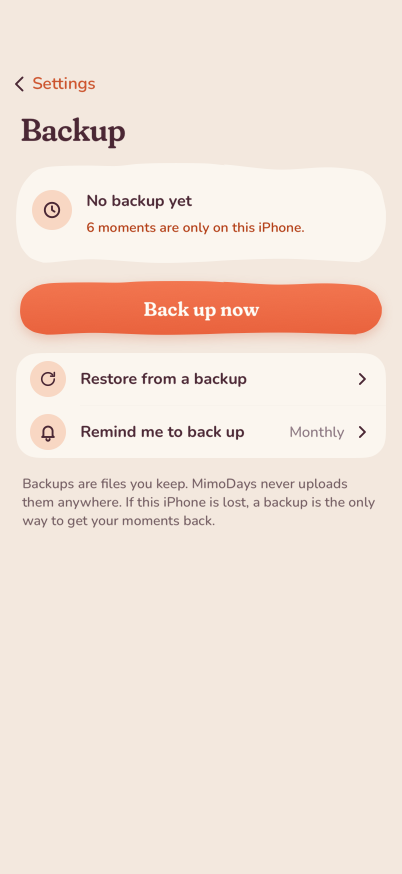 Settings
Backup
No backup yet
6 moments are only on this iPhone.
Back up now
Restore from a backup
Remind me to back up Monthly
Backups are files you keep. MimoDays never uploads
them anywhere. If this iPhone is lost, a backup is the only
way to get your moments back.